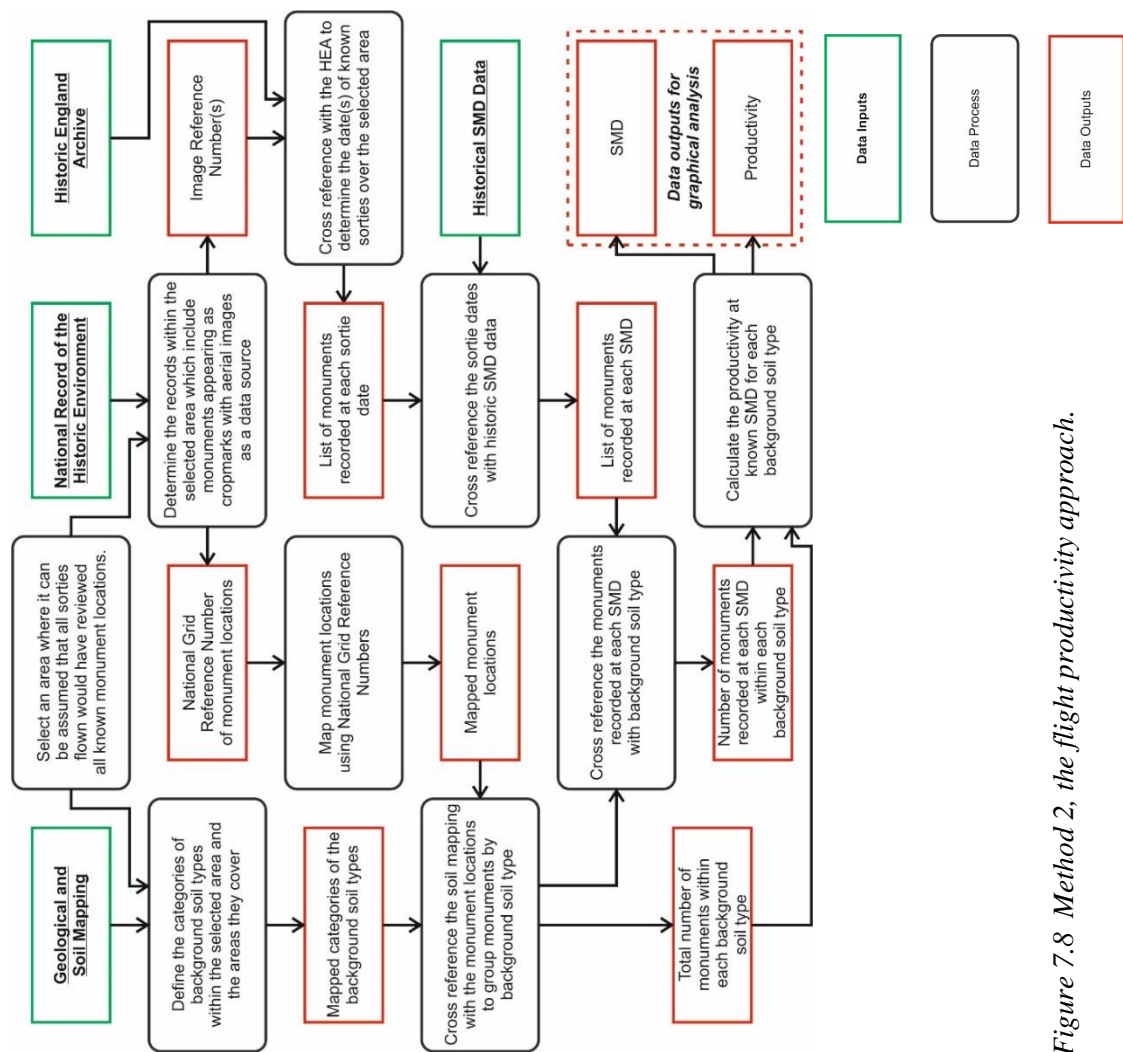 Geological and
Soil Mapping
Select an area where it can
be assumed that all sorties
flown would have reviewed
all known monument locations.
National Record of the
Historic Environment
Historic England
Archive
Define the categories of
background soil types
within the selected area and
the areas they cover
National Grid
Reference Number
of monument locations
Determine the records within the
selected area which include
monuments appearing as
cropmarks with aerial images
as a data source
Image Reference
Number(s)
Mapped categories of the
background soil types
Map monument locations
using National Grid Reference
Numbers
List of monuments
recorded at each sortie
date
Cross reference with the HEA to
determine the date(s) of known
sorties over the selected area
Cross reference the soil mapping
with the monument locations
to group monuments by
background soil type
Mapped monument
locations
Cross reference the sortie dates
with historic SMD data
Historical SMD Data
Cross reference the monuments
recorded at each SMD
with background soil type
List of monuments
recorded at each SMD
Total number of
monuments within
each background
soil type
Number of monuments
recorded at each SMD
within each
background soil type
Calculate the productivity at
known SMD for each
background soil type
SMD
Data outputs for
graphical analysis
Productivity
Data Inputs
Data Process
Data Outputs
Figure 7.8 Method 2, the flight productivity approach.